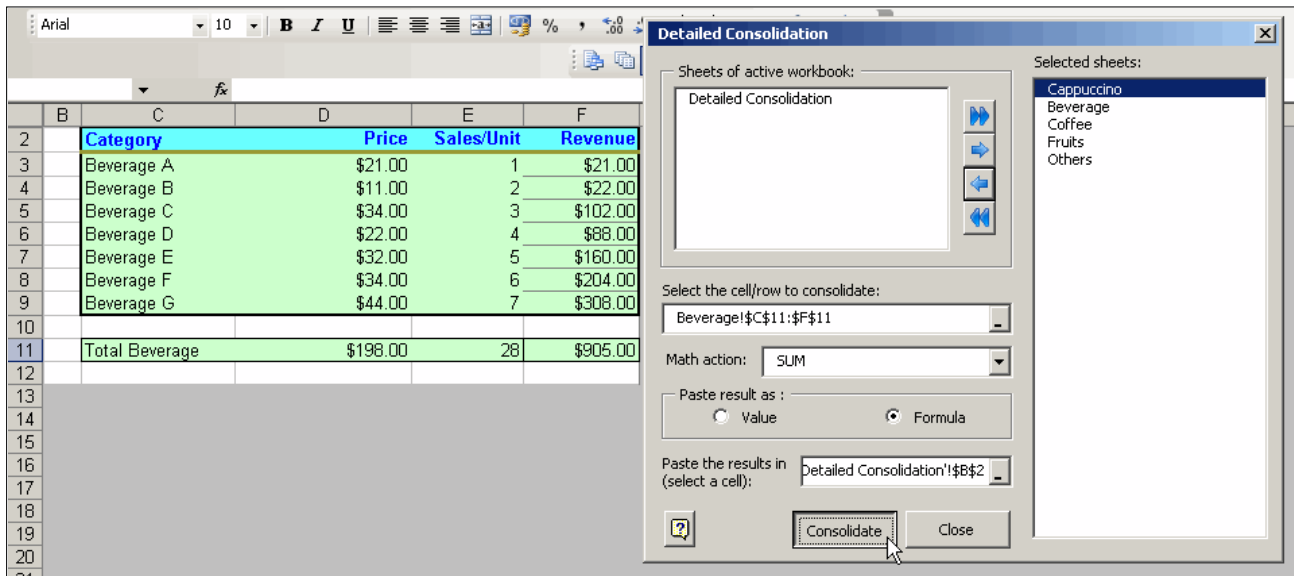 Arial 10 B I U % , .00
fx
B C D E F
2 Category Price Sales/Unit Revenue
3 Beverage A $21.00 1 $21.00
4 Beverage B $11.00 2 $22.00
5 Beverage C $34.00 3 $102.00
6 Beverage D $22.00 4 $88.00
7 Beverage E $32.00 5 $160.00
8 Beverage F $34.00 6 $204.00
9 Beverage G $44.00 7 $308.00
10
11 Total Beverage $198.00 28 $905.00
12
13
14
15
16
17
18
19
20
Detailed Consolidation
Sheets of active workbook:
Detailed Consolidation
Selected sheets:
Cappuccino
Beverage
Coffee
Fruits
Others
Select the cell/row to consolidate:
Beverage!$C$11:$F$11
Math action: SUM
Paste result as :
Value Formula
Paste the results in
(select a cell):
Detailed Consolidation'!$B$2
Consolidate Close